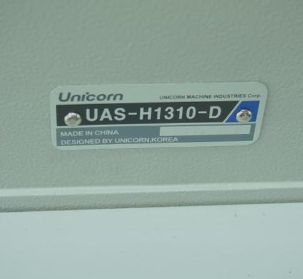 Unicorn
UNICORN MACHINE INDUSTRIES Corp.
UAS-H1310-D
MADE IN CHINA
DESIGNED BY UNICORN,KOREA